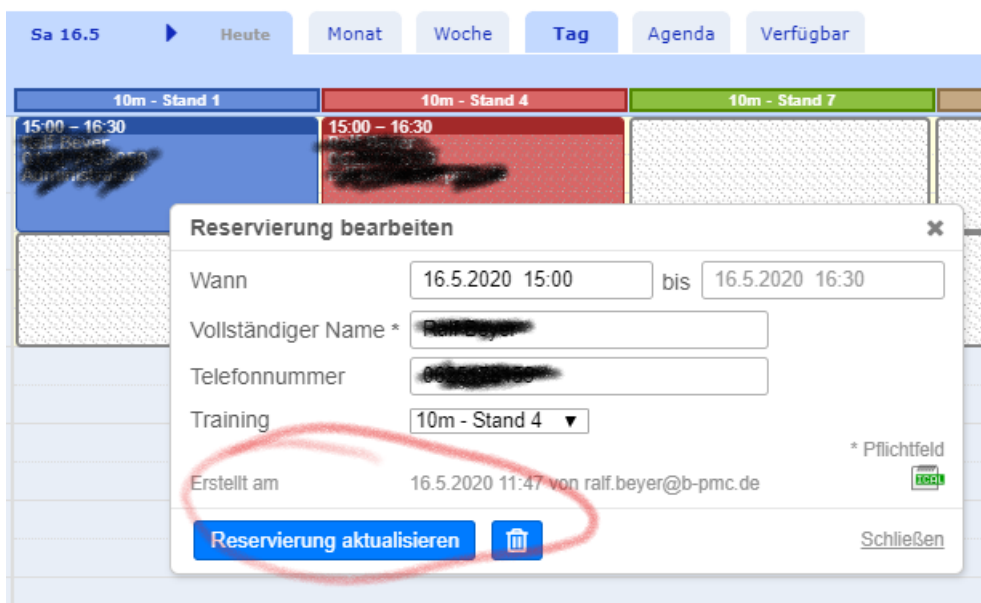 Sa 16.5 Heute Monat Woche Tag Agenda Verfügbar
10m - Stand 1 10m - Stand 4 10m - Stand 7
15:00 – 16:30 15:00 – 16:30
Reservierung bearbeiten
Wann 16.5.2020 15:00 bis 16.5.2020 16:30
Vollständiger Name *
Telefonnummer
Training 10m - Stand 4
* Pflichtfeld
Erstellt am 16.5.2020 11:47 von ralf.beyer@b-pmc.de ICAL
Reservierung aktualisieren Schließen